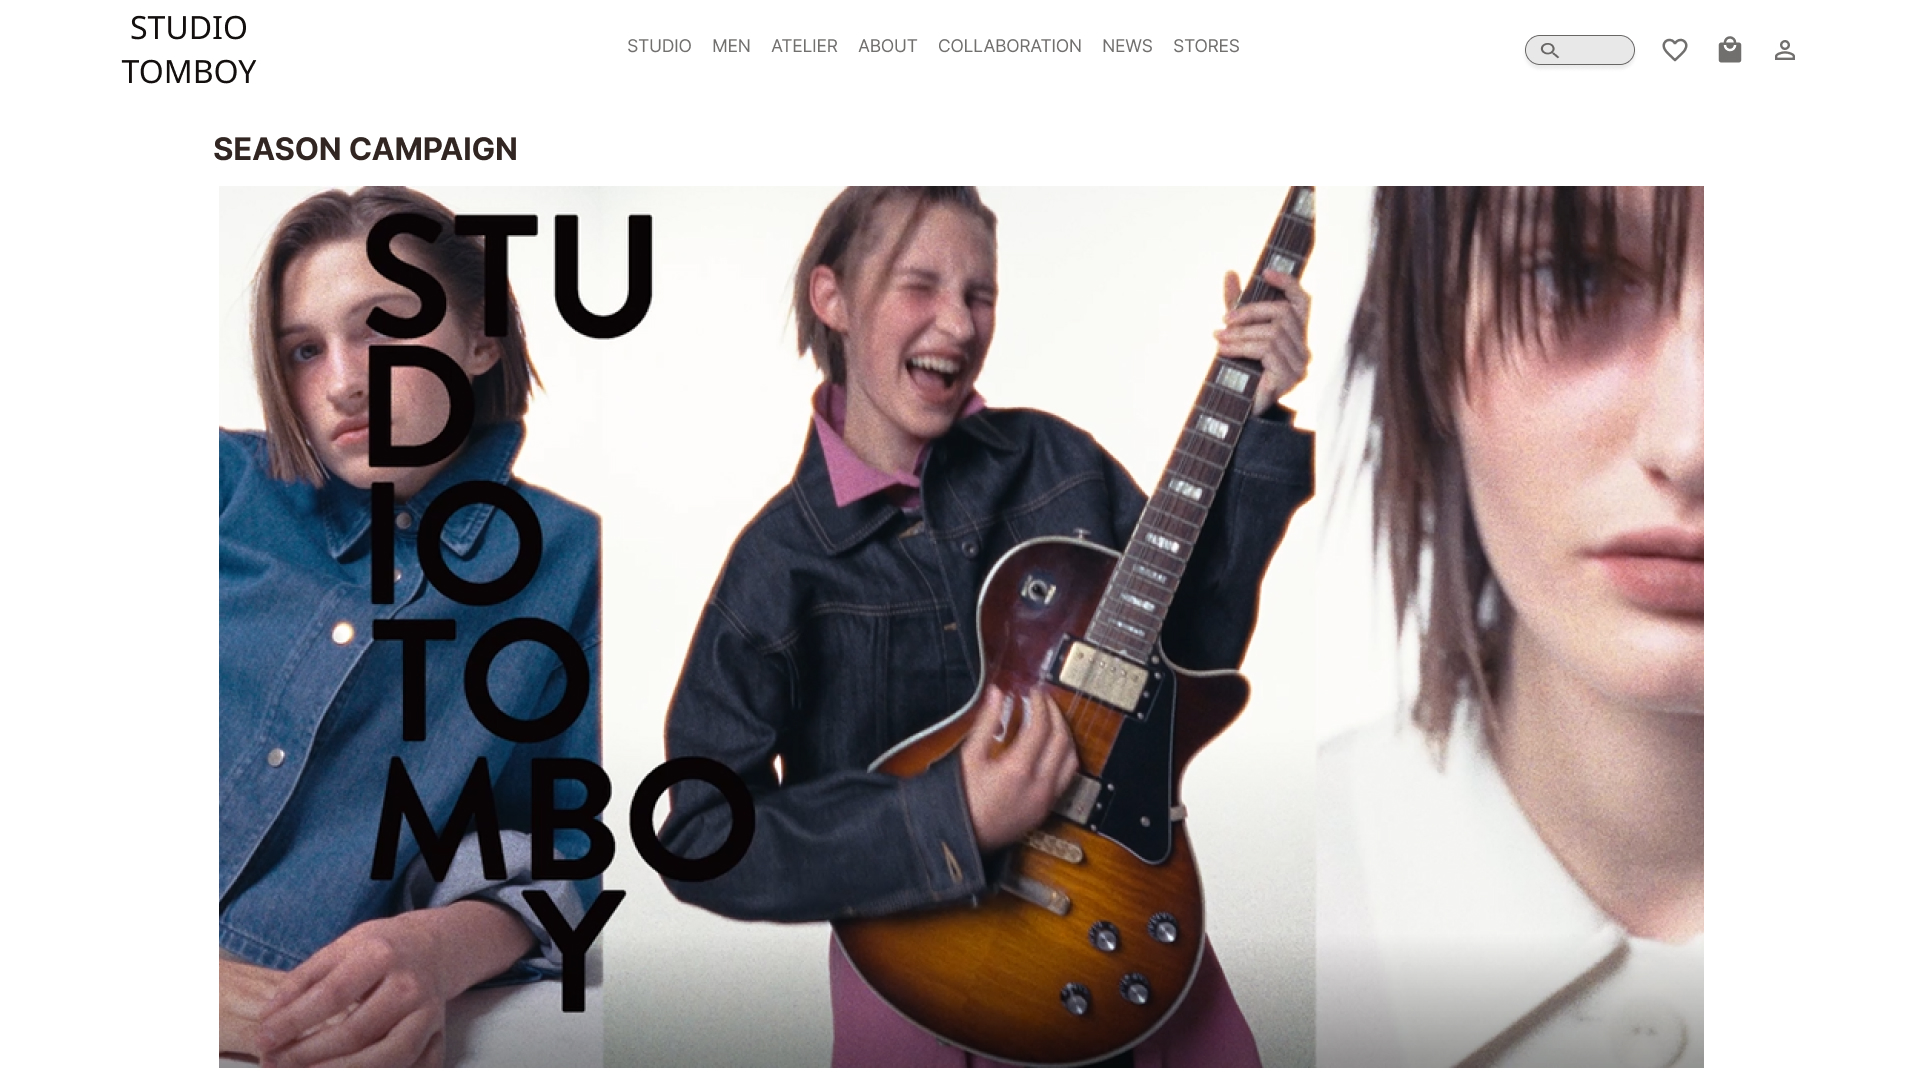 STUDIO
TOMBOY
STUDIO MEN ATELIER ABOUT COLLABORATION NEWS STORES
SEASON CAMPAIGN
STU
D
IO
TO
MBO
Y